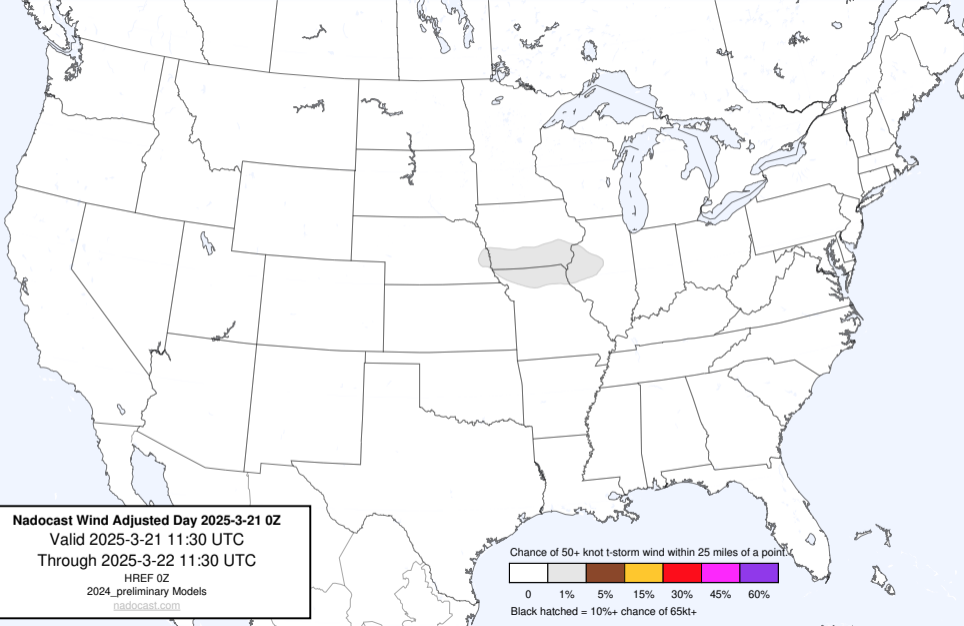 Nadocast Wind Adjusted Day 2025-3-21 0Z
Valid 2025-3-21 11:30 UTC
Through 2025-3-22 11:30 UTC
HREF 0Z
2024_preliminary Models
nadocast.com
Chance of 50+ knot t-storm wind within 25 miles of a point.
0 1% 5% 15% 30% 45% 60%
Black hatched = 10%+ chance of 65kt+